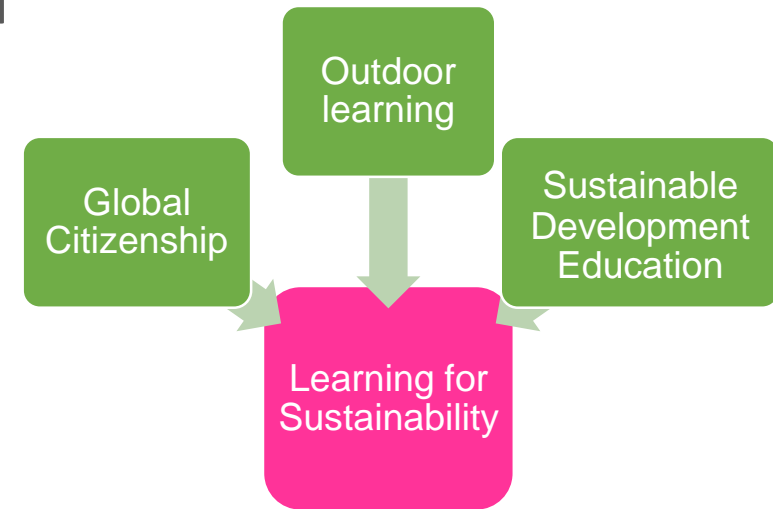 Outdoor
learning
Global
Citizenship
Sustainable
Development
Education
Learning for
Sustainability